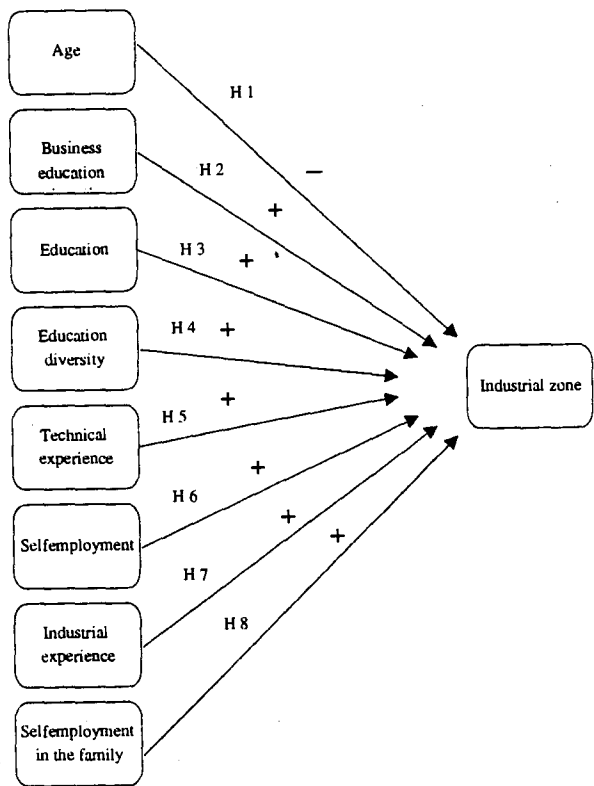 Age
H 1
−
Business
education
H 2
+
Education
H 3
+
Education
diversity
H 4
+
Technical
experience
H 5
+
Selfemployment
H 6
+
Industrial
experience
H 7
+
Selfemployment
in the family
H 8
+
Industrial zone